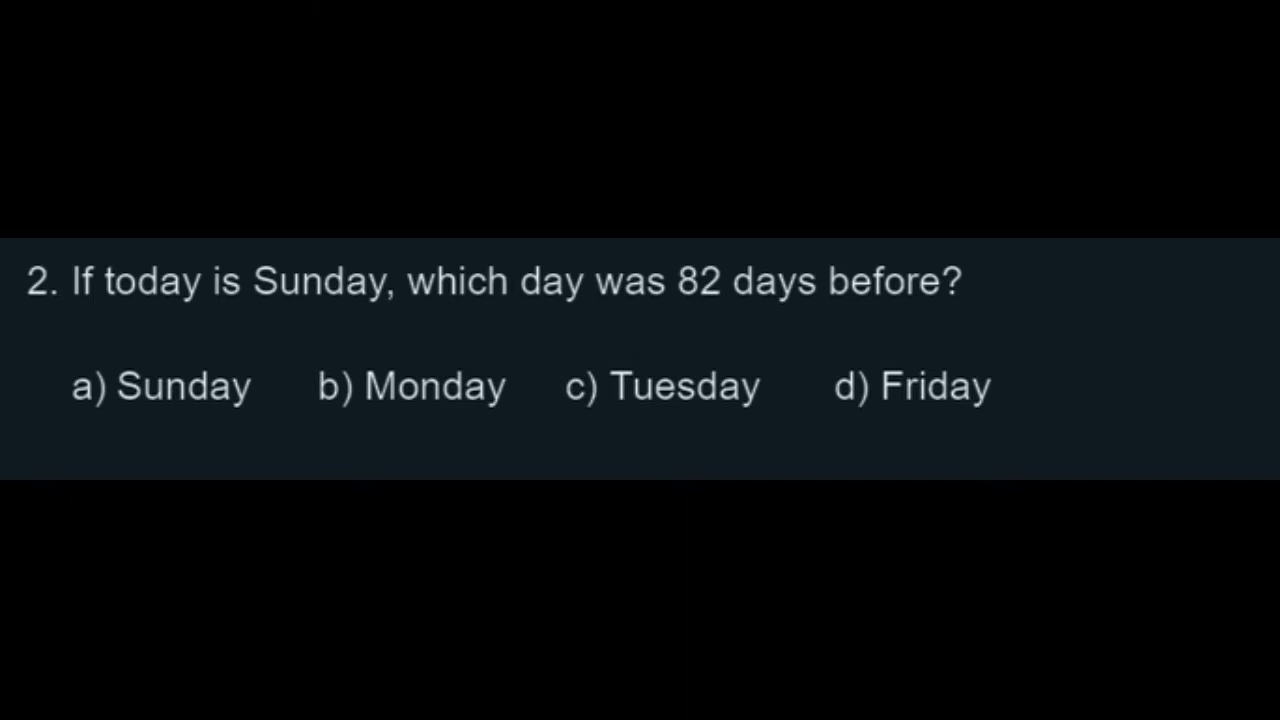 2. If today is Sunday, which day was 82 days before?
a) Sunday b) Monday c) Tuesday d) Friday